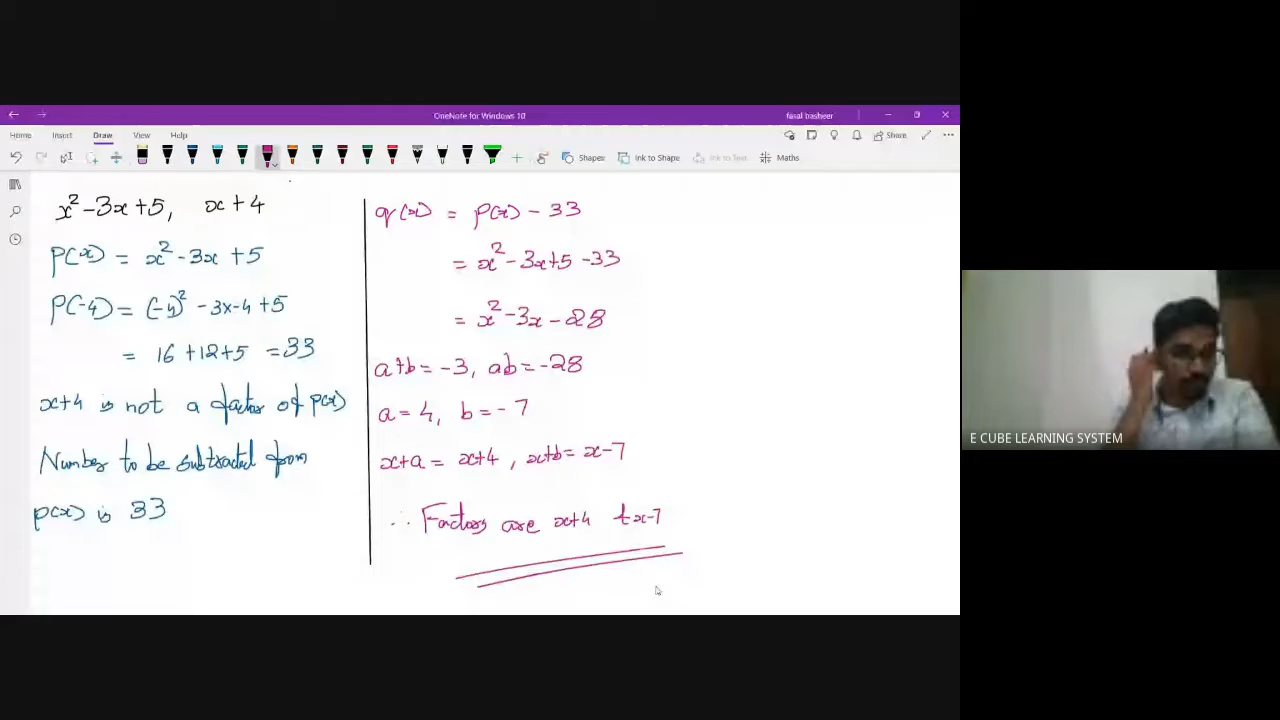 OneNote for Windows 10
fasal basheer
Home Insert Draw View Help
Share
Shapes Ink to Shape Ink to Text Maths
x² - 3x + 5, x + 4
P(x) = x² - 3x + 5
P(-4) = (-4)² - 3x-4 + 5
= 16 + 12 + 5 = 33
x+4 is not a factor of P(x)
Number to be subtracted from
p(x) is 33
q(x) = P(x) - 33
= x² - 3x + 5 - 33
= x² - 3x - 28
a+b = -3, ab = -28
a = 4, b = -7
x+a = x+4, x+b = x-7
∴ Factors are x+4 & x-7
E CUBE LEARNING SYSTEM